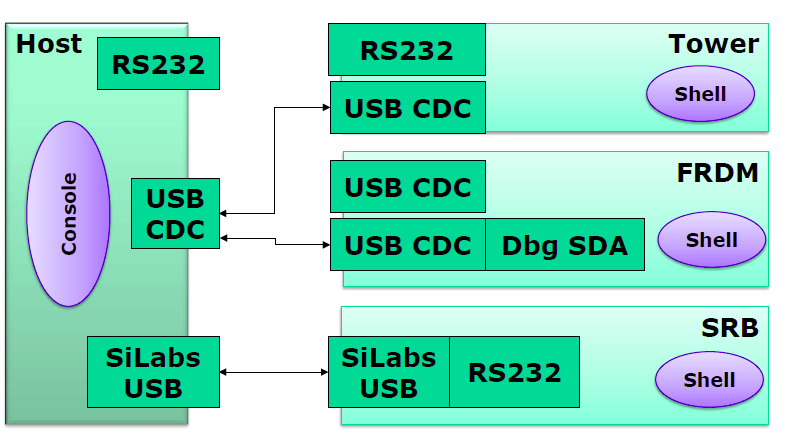 Host
RS232
Console
USB
CDC
SiLabs
USB
RS232
Tower
USB CDC
Shell
FRDM
USB CDC
USB CDC
Dbg SDA
Shell
SRB
SiLabs
USB
RS232
Shell